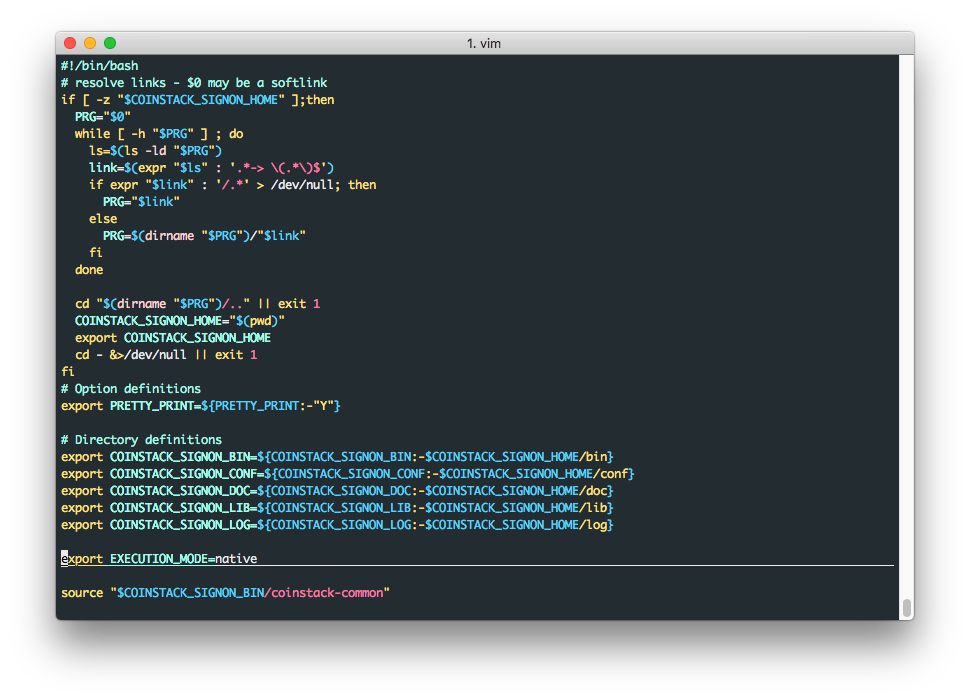 1. vim
#!/bin/bash
# resolve links - $0 may be a softlink
if [ -z "$COINSTACK_SIGNON_HOME" ];then
  PRG="$0"
  while [ -h "$PRG" ] ; do
    ls=$(ls -ld "$PRG")
    link=$(expr "$ls" : '.*-> \(.*\)$')
    if expr "$link" : '/.*' > /dev/null; then
      PRG="$link"
    else
      PRG=$(dirname "$PRG")/"$link"
    fi
  done

  cd "$(dirname "$PRG")/.." || exit 1
  COINSTACK_SIGNON_HOME="$(pwd)"
  export COINSTACK_SIGNON_HOME
  cd - &>/dev/null || exit 1
fi
# Option definitions
export PRETTY_PRINT=${PRETTY_PRINT:-"Y"}

# Directory definitions
export COINSTACK_SIGNON_BIN=${COINSTACK_SIGNON_BIN:-$COINSTACK_SIGNON_HOME/bin}
export COINSTACK_SIGNON_CONF=${COINSTACK_SIGNON_CONF:-$COINSTACK_SIGNON_HOME/conf}
export COINSTACK_SIGNON_DOC=${COINSTACK_SIGNON_DOC:-$COINSTACK_SIGNON_HOME/doc}
export COINSTACK_SIGNON_LIB=${COINSTACK_SIGNON_LIB:-$COINSTACK_SIGNON_HOME/lib}
export COINSTACK_SIGNON_LOG=${COINSTACK_SIGNON_LOG:-$COINSTACK_SIGNON_HOME/log}

export EXECUTION_MODE=native

source "$COINSTACK_SIGNON_BIN/coinstack-common"